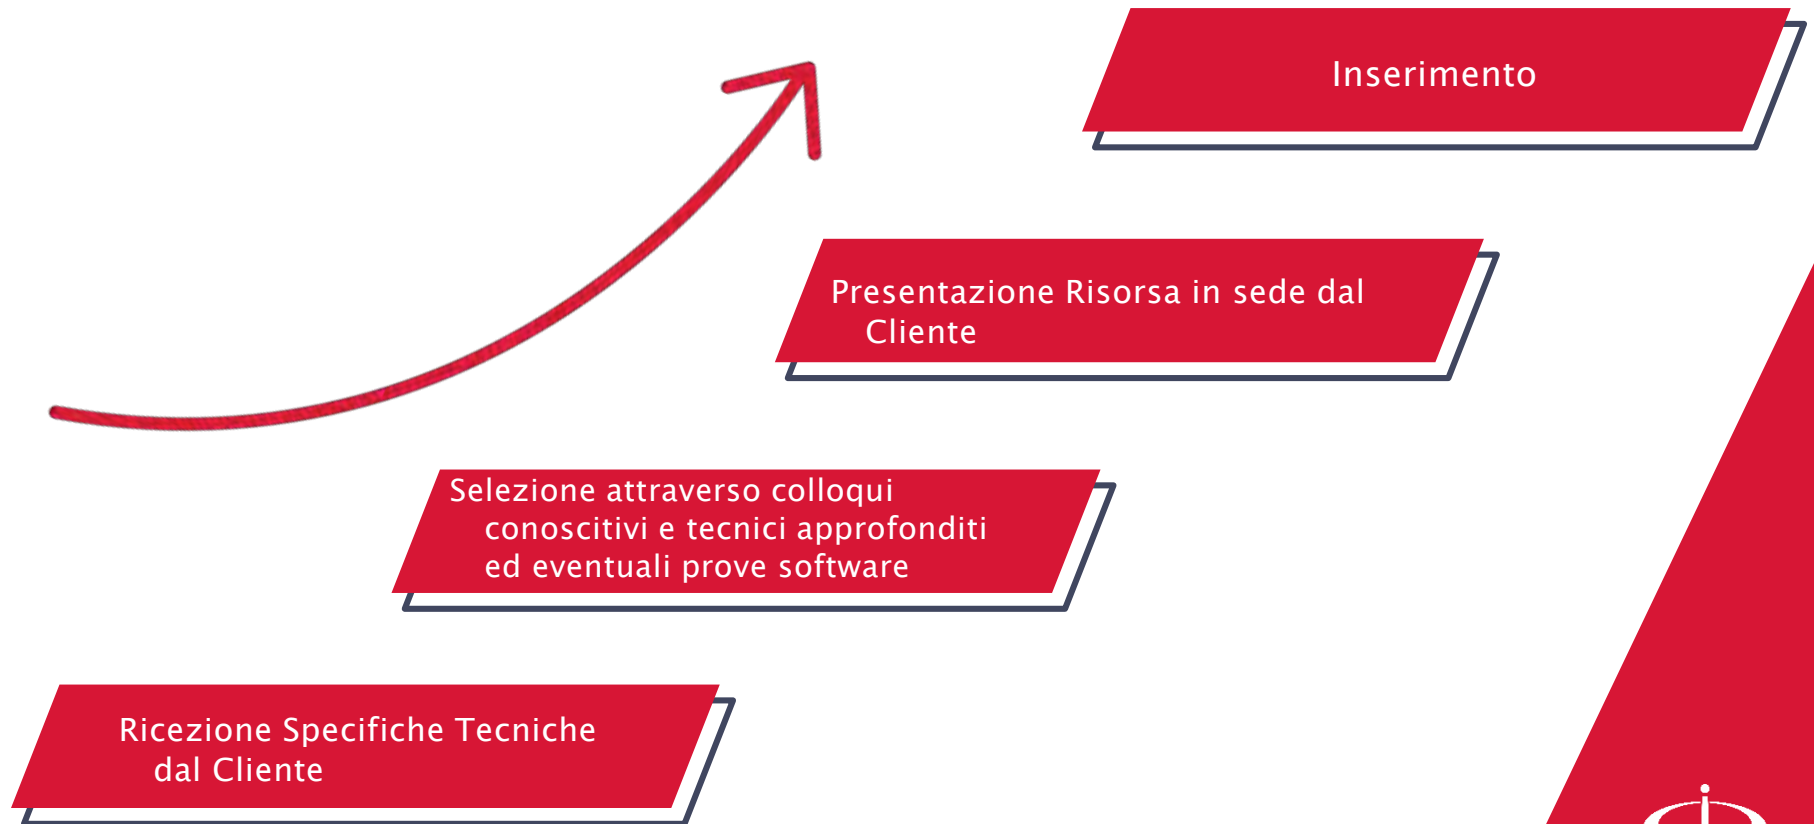 Inserimento
Presentazione Risorsa in sede dal
Cliente
Selezione attraverso colloqui
conoscitivi e tecnici approfonditi
ed eventuali prove software
Ricezione Specifiche Tecniche
dal Cliente